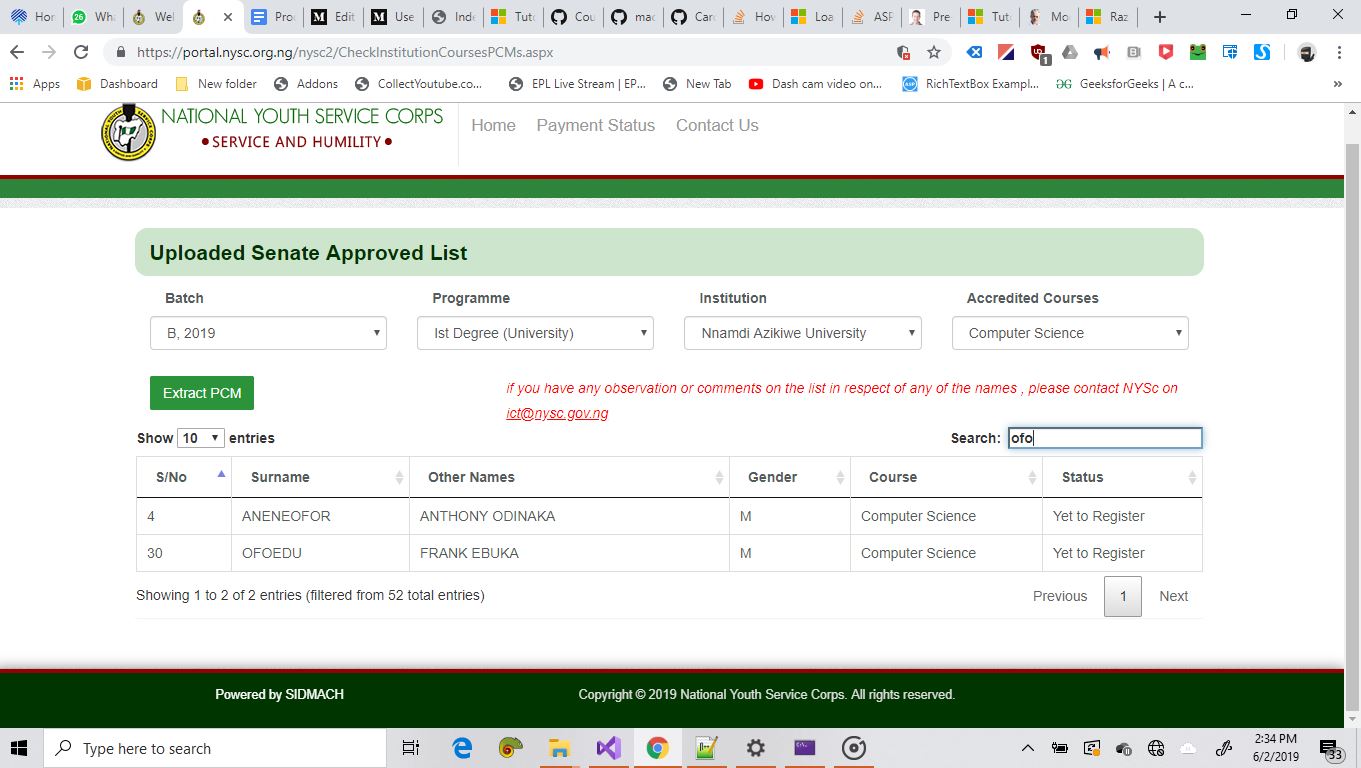 Hor
26
Wha
Wel
Proc
Edit
Use
Inde
Tuto
Cou
mac
Car
How
Loa
ASP
Pre
Tut
Mo
Raz
https://portal.nysc.org.ng/nysc2/CheckInstitutionCoursesPCMs.aspx
1
Apps
Dashboard
New folder
Addons
CollectYoutube.co...
EPL Live Stream | EP...
New Tab
Dash cam video on...
RichTextBox Exampl...
GeeksforGeeks | A c...
»
NATIONAL YOUTH SERVICE CORPS
•SERVICE AND HUMILITY•
Home Payment Status Contact Us
Uploaded Senate Approved List
Batch Programme Institution Accredited Courses
B, 2019 Ist Degree (University) Nnamdi Azikiwe University Computer Science
Extract PCM
if you have any observation or comments on the list in respect of any of the names , please contact NYSc on
ict@nysc.gov.ng
Show 10 entries Search: ofo
S/No Surname Other Names Gender Course Status
4 ANENEOFOR ANTHONY ODINAKA M Computer Science Yet to Register
30 OFOEDU FRANK EBUKA M Computer Science Yet to Register
Showing 1 to 2 of 2 entries (filtered from 52 total entries) Previous 1 Next
Powered by SIDMACH Copyright © 2019 National Youth Service Corps. All rights reserved.
Type here to search
2:34 PM
6/2/2019
33